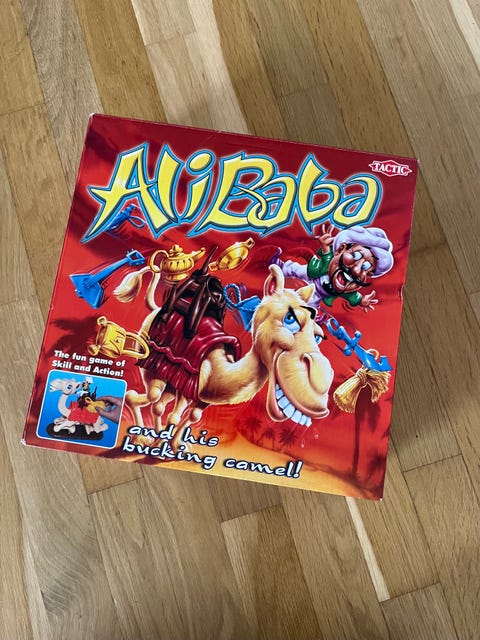 TACTIC
AliBaba
The fun game of
Skill and Action!
and his
bucking camel!